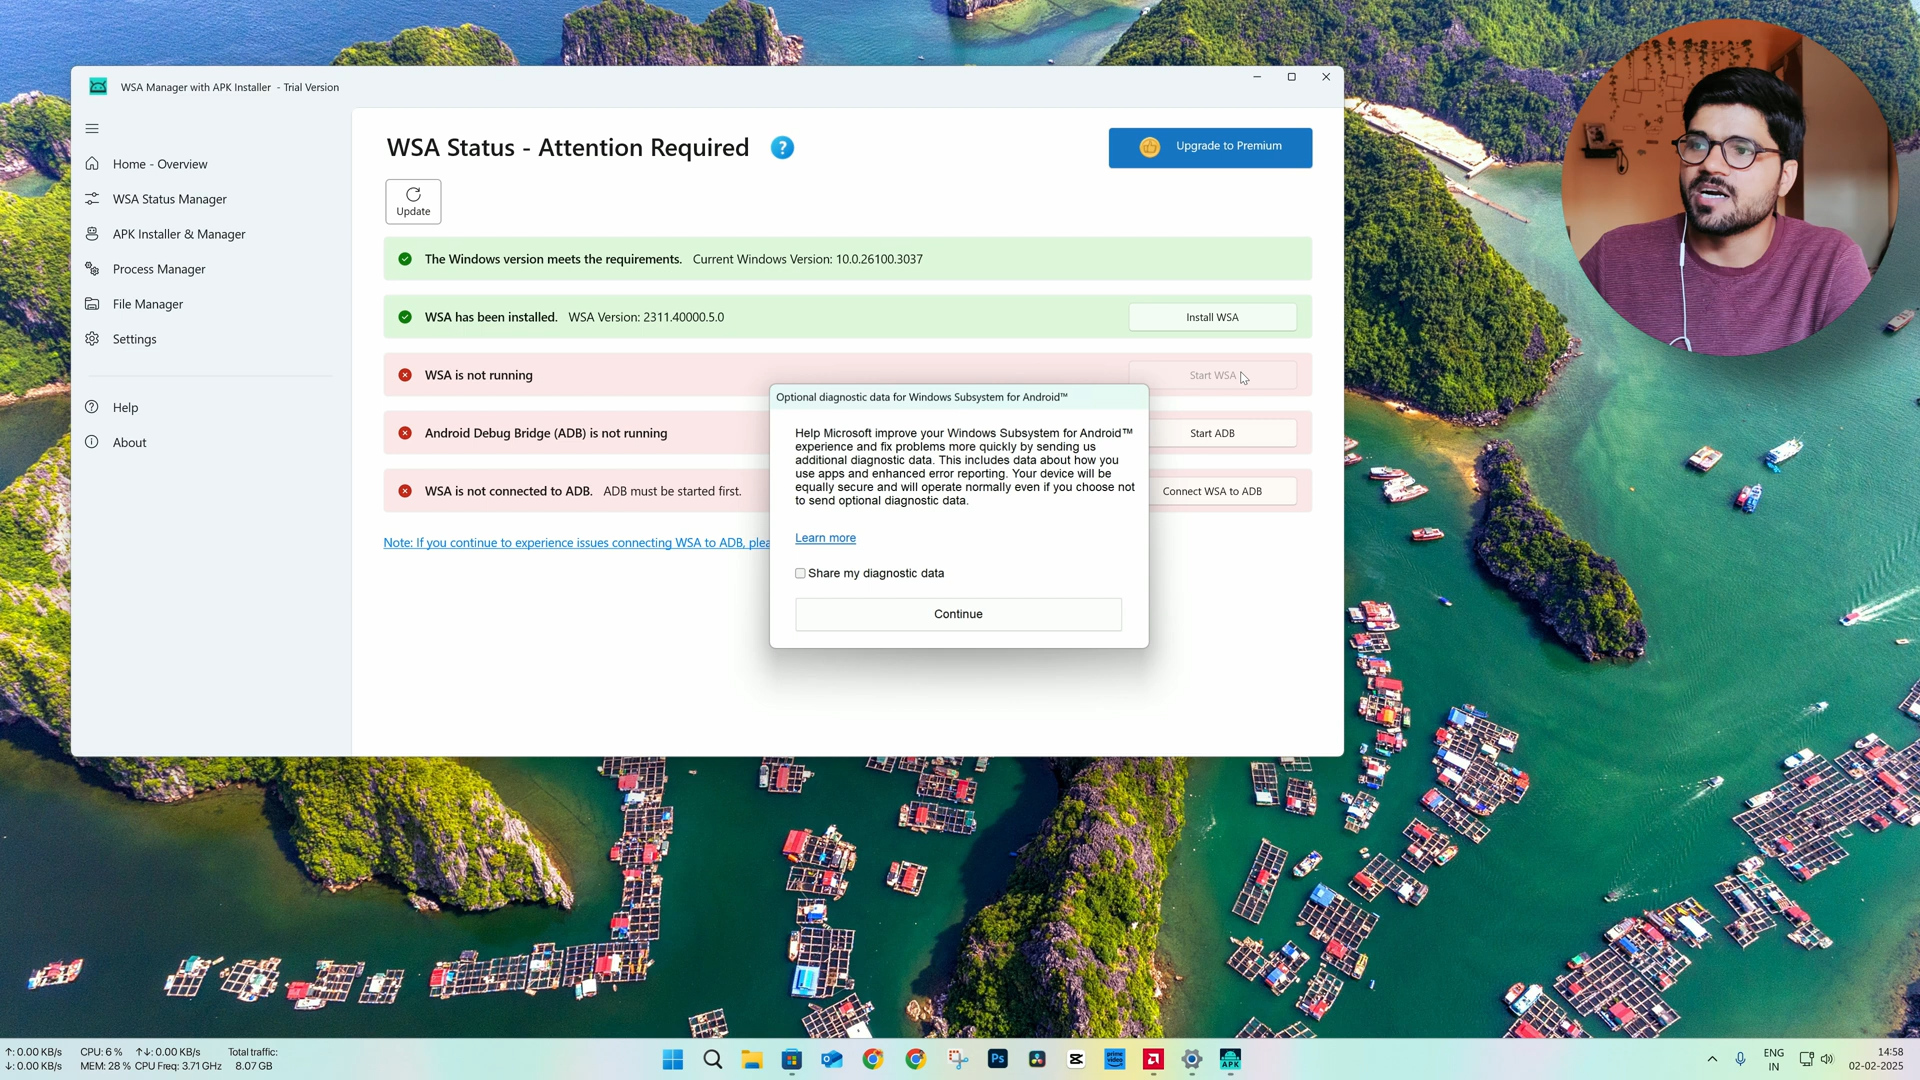 WSA Manager with APK Installer - Trial Version
Home - Overview
WSA Status Manager
APK Installer & Manager
Process Manager
File Manager
Settings
Help
About
WSA Status - Attention Required
?
Upgrade to Premium
Update
The Windows version meets the requirements. Current Windows Version: 10.0.26100.3037
WSA has been installed. WSA Version: 2311.40000.5.0
Install WSA
WSA is not running
Start WSA
Android Debug Bridge (ADB) is not running
Start ADB
WSA is not connected to ADB. ADB must be started first.
Connect WSA to ADB
Note: If you continue to experience issues connecting WSA to ADB, plea
Optional diagnostic data for Windows Subsystem for Android™
Help Microsoft improve your Windows Subsystem for Android™
experience and fix problems more quickly by sending us
additional diagnostic data. This includes data about how you
use apps and enhanced error reporting. Your device will be
equally secure and will operate normally even if you choose not
to send optional diagnostic data.
Learn more
Share my diagnostic data
Continue
↑: 0.00 KB/s CPU: 6 % ↑↓: 0.00 KB/s Total traffic:
↓: 0.00 KB/s MEM: 28 % CPU Freq: 3.71 GHz 8.07 GB
Ps
prime video
APK
ENG
IN
14:58
02-02-2025